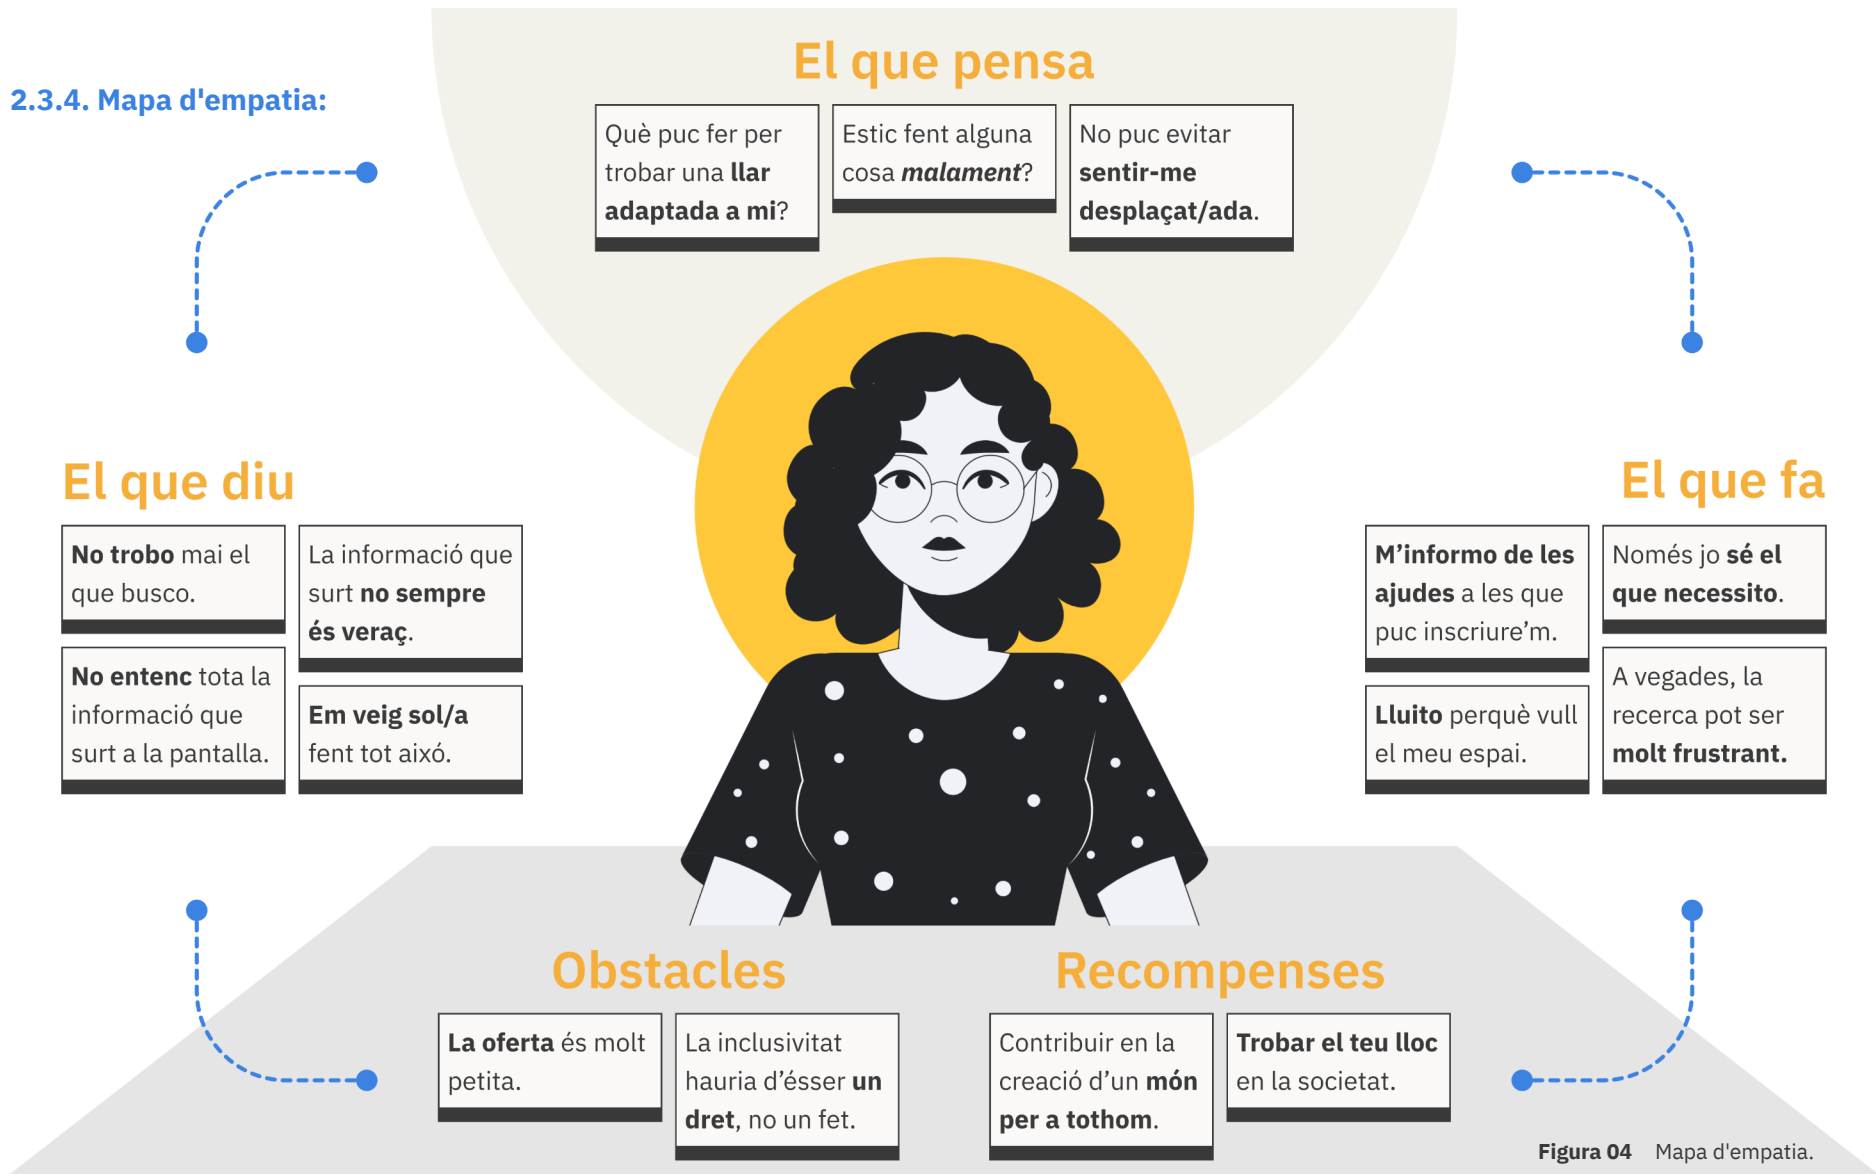 2.3.4. Mapa d'empatia:
El que pensa
Què puc fer per
trobar una llar
adaptada a mi?
Estic fent alguna
cosa malament?
No puc evitar
sentir-me
desplaçat/ada.
El que diu
No trobo mai el
que busco.
La informació que
surt no sempre
és veraç.
No entenc tota la
informació que
surt a la pantalla.
Em veig sol/a
fent tot aixó.
El que fa
M’informo de les
ajudes a les que
puc inscriure’m.
Només jo sé el
que necessito.
Lluito perquè vull
el meu espai.
A vegades, la
recerca pot ser
molt frustrant.
Obstacles
La oferta és molt
petita.
La inclusivitat
hauria d’ésser un
dret, no un fet.
Recompenses
Contribuir en la
creació d’un món
per a tothom.
Trobar el teu lloc
en la societat.
Figura 04 Mapa d'empatia.